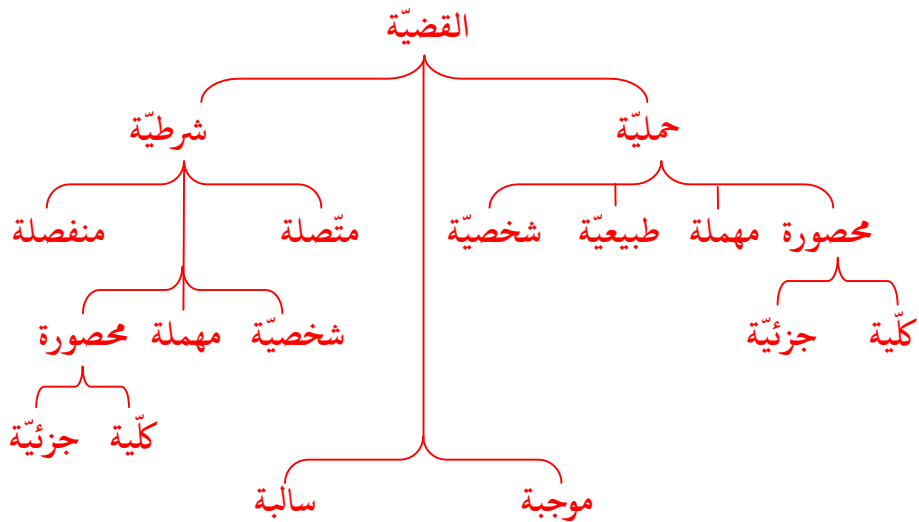 القضيّة
حمليّة شرطيّة
محصورة مهملة طبيعيّة شخصيّة متّصلة منفصلة
كلّية جزئيّة شخصيّة مهملة محصورة
كلّية جزئيّة
موجبة سالبة